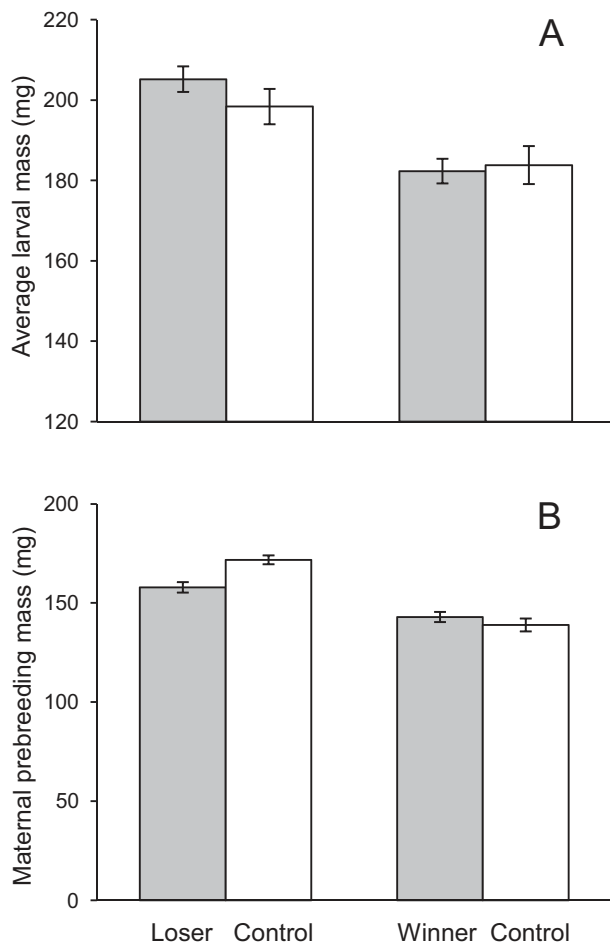 A
Average larval mass (mg)
220
200
180
160
140
120
B
Maternal prebreeding mass (mg)
200
150
100
50
0
Loser Control Winner Control